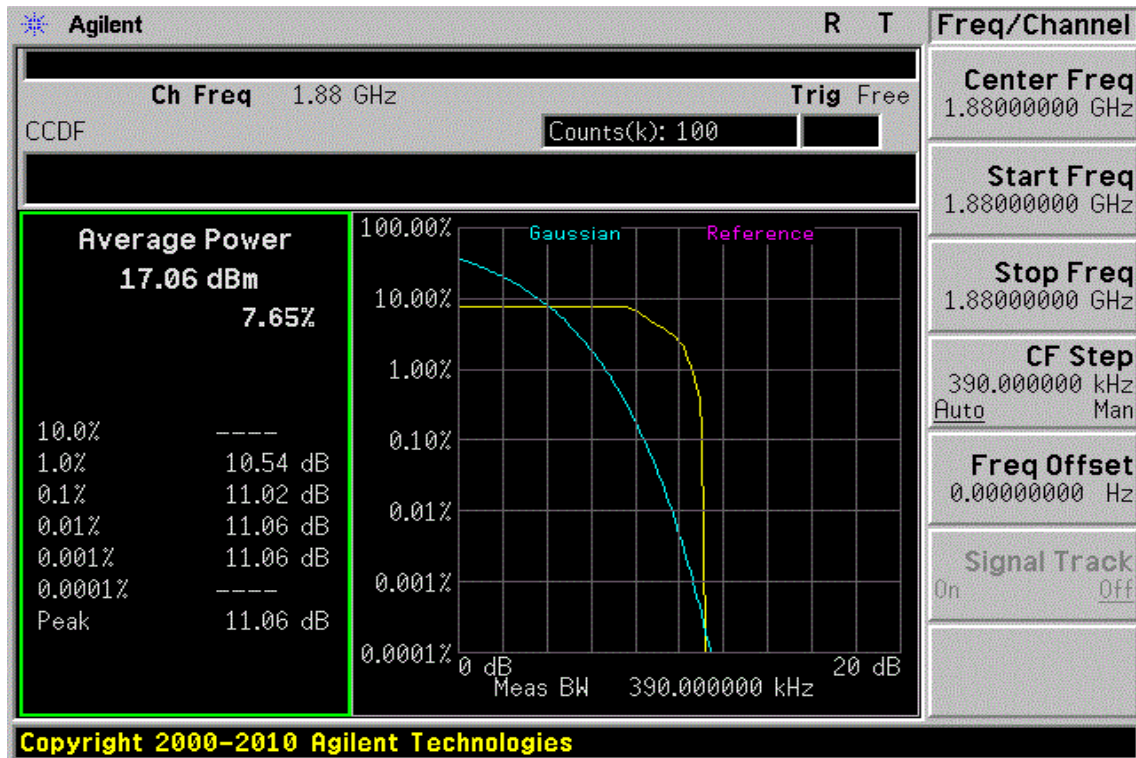 Agilent R T
Ch Freq 1.88 GHz Trig Free
CCDF Counts(k): 100
Average Power
17.06 dBm
7.65%
10.0% ----
1.0% 10.54 dB
0.1% 11.02 dB
0.01% 11.06 dB
0.001% 11.06 dB
0.0001% ----
Peak 11.06 dB
Gaussian Reference
100.00%
10.00%
1.00%
0.10%
0.01%
0.001%
0.0001%
0 dB 20 dB
Meas BW 390.000000 kHz
Freq/Channel
Center Freq
1.88000000 GHz
Start Freq
1.88000000 GHz
Stop Freq
1.88000000 GHz
CF Step
390.000000 kHz
Auto Man
Freq Offset
0.00000000 Hz
Signal Track
On Off
Copyright 2000-2010 Agilent Technologies